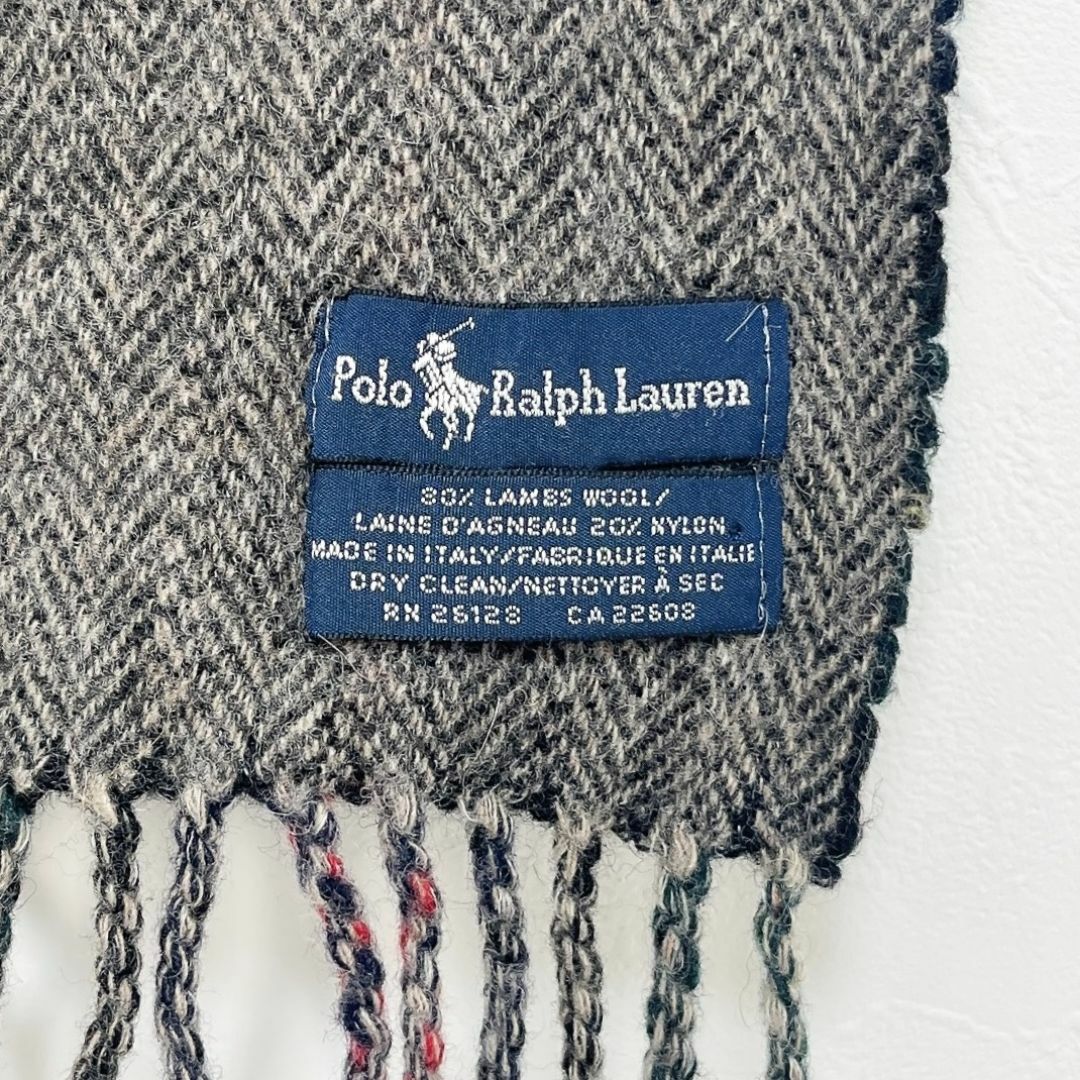 Polo Ralph Lauren
80% LAMBS WOOL/
LAINE D'AGNEAU 20% NYLON
MADE IN ITALY/FABRIQUE EN ITALIE
DRY CLEAN/NETTOYER À SEC
RN 26128 CA 22608